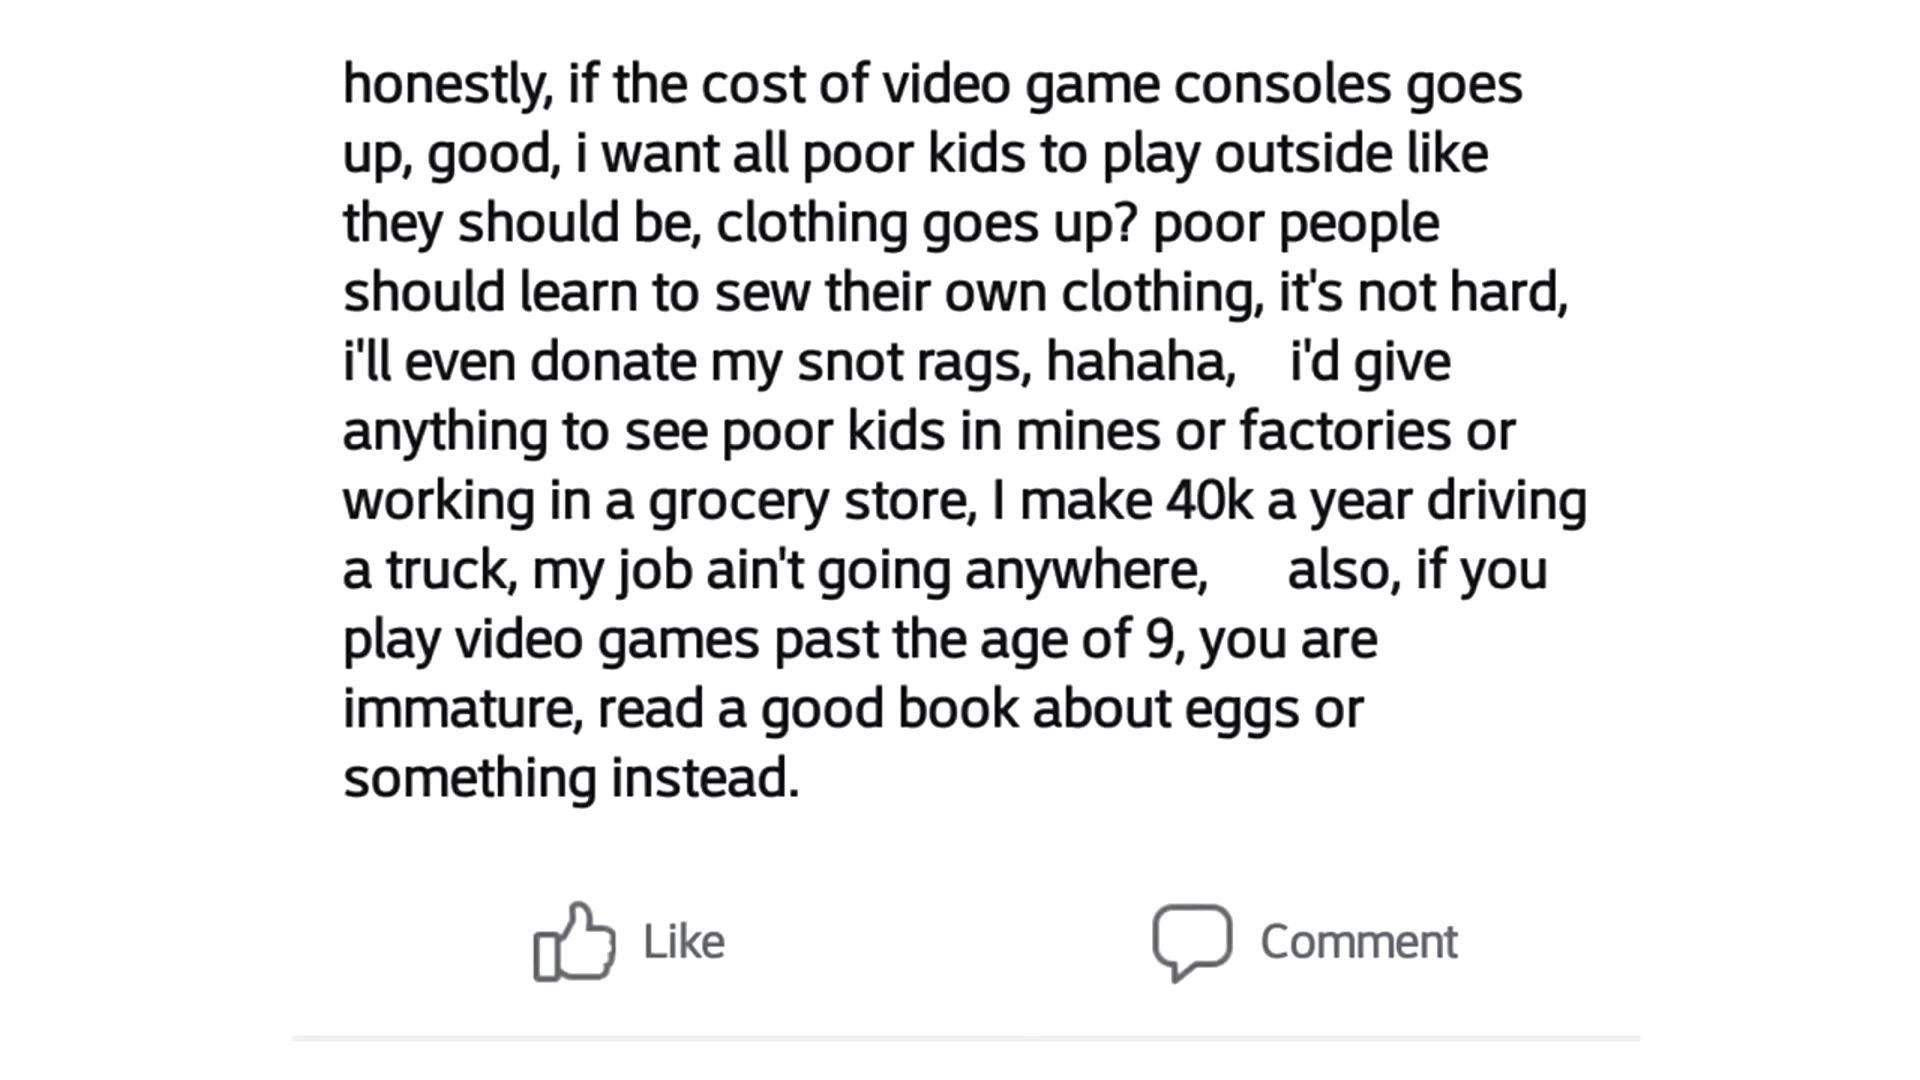 honestly, if the cost of video game consoles goes
up, good, i want all poor kids to play outside like
they should be, clothing goes up? poor people
should learn to sew their own clothing, it's not hard,
i'll even donate my snot rags, hahaha,    i'd give
anything to see poor kids in mines or factories or
working in a grocery store, I make 40k a year driving
a truck, my job ain't going anywhere,      also, if you
play video games past the age of 9, you are
immature, read a good book about eggs or
something instead.
Like
Comment